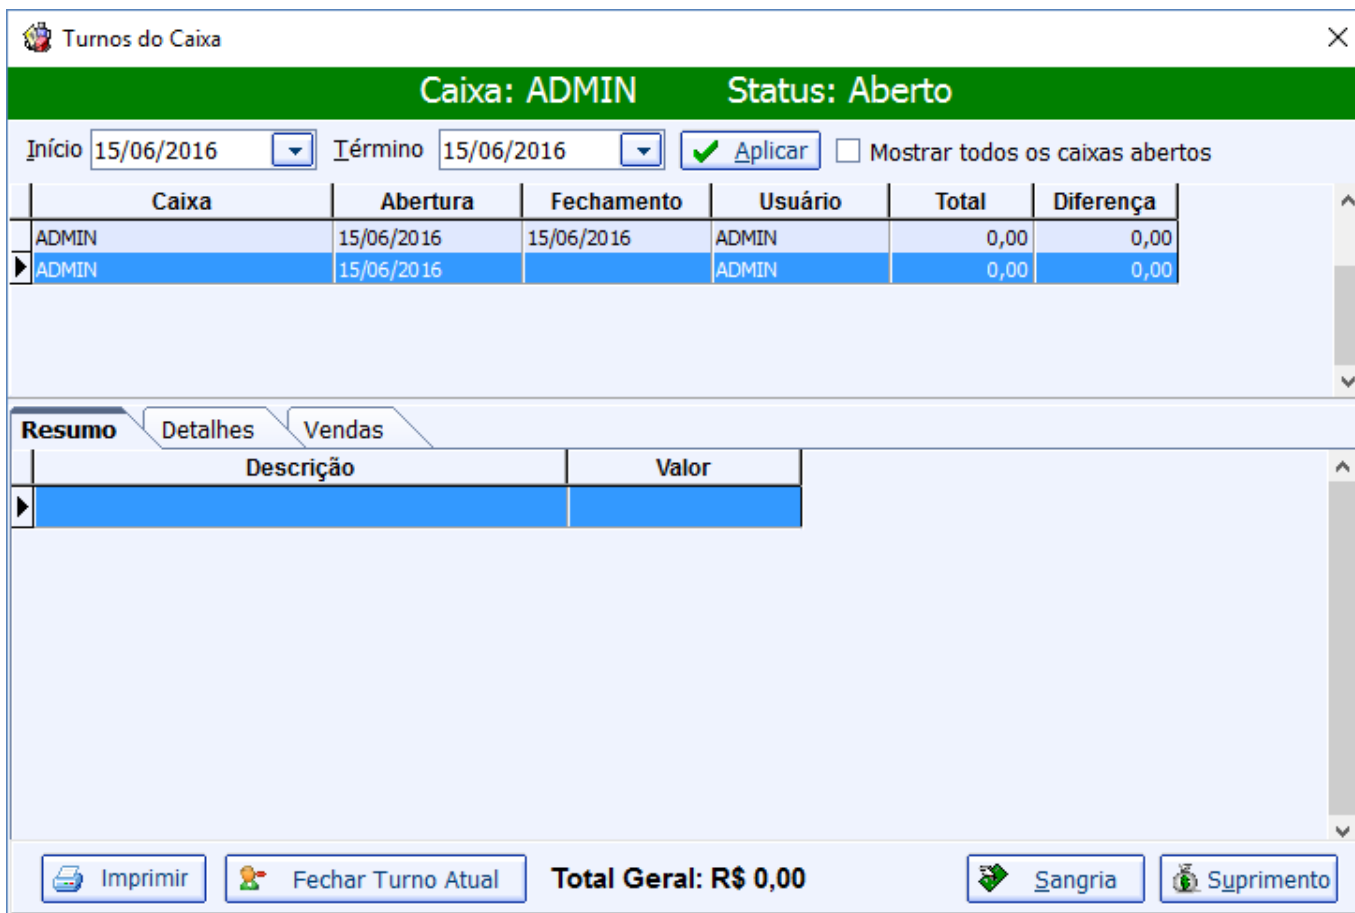 Turnos do Caixa
Caixa: ADMIN Status: Aberto
Início 15/06/2016 Término 15/06/2016 Aplicar Mostrar todos os caixas abertos
Caixa Abertura Fechamento Usuário Total Diferença
ADMIN 15/06/2016 15/06/2016 ADMIN 0,00 0,00
ADMIN 15/06/2016 ADMIN 0,00 0,00
Resumo Detalhes Vendas
Descrição Valor
Imprimir Fechar Turno Atual Total Geral: R$ 0,00 Sangria Suprimento